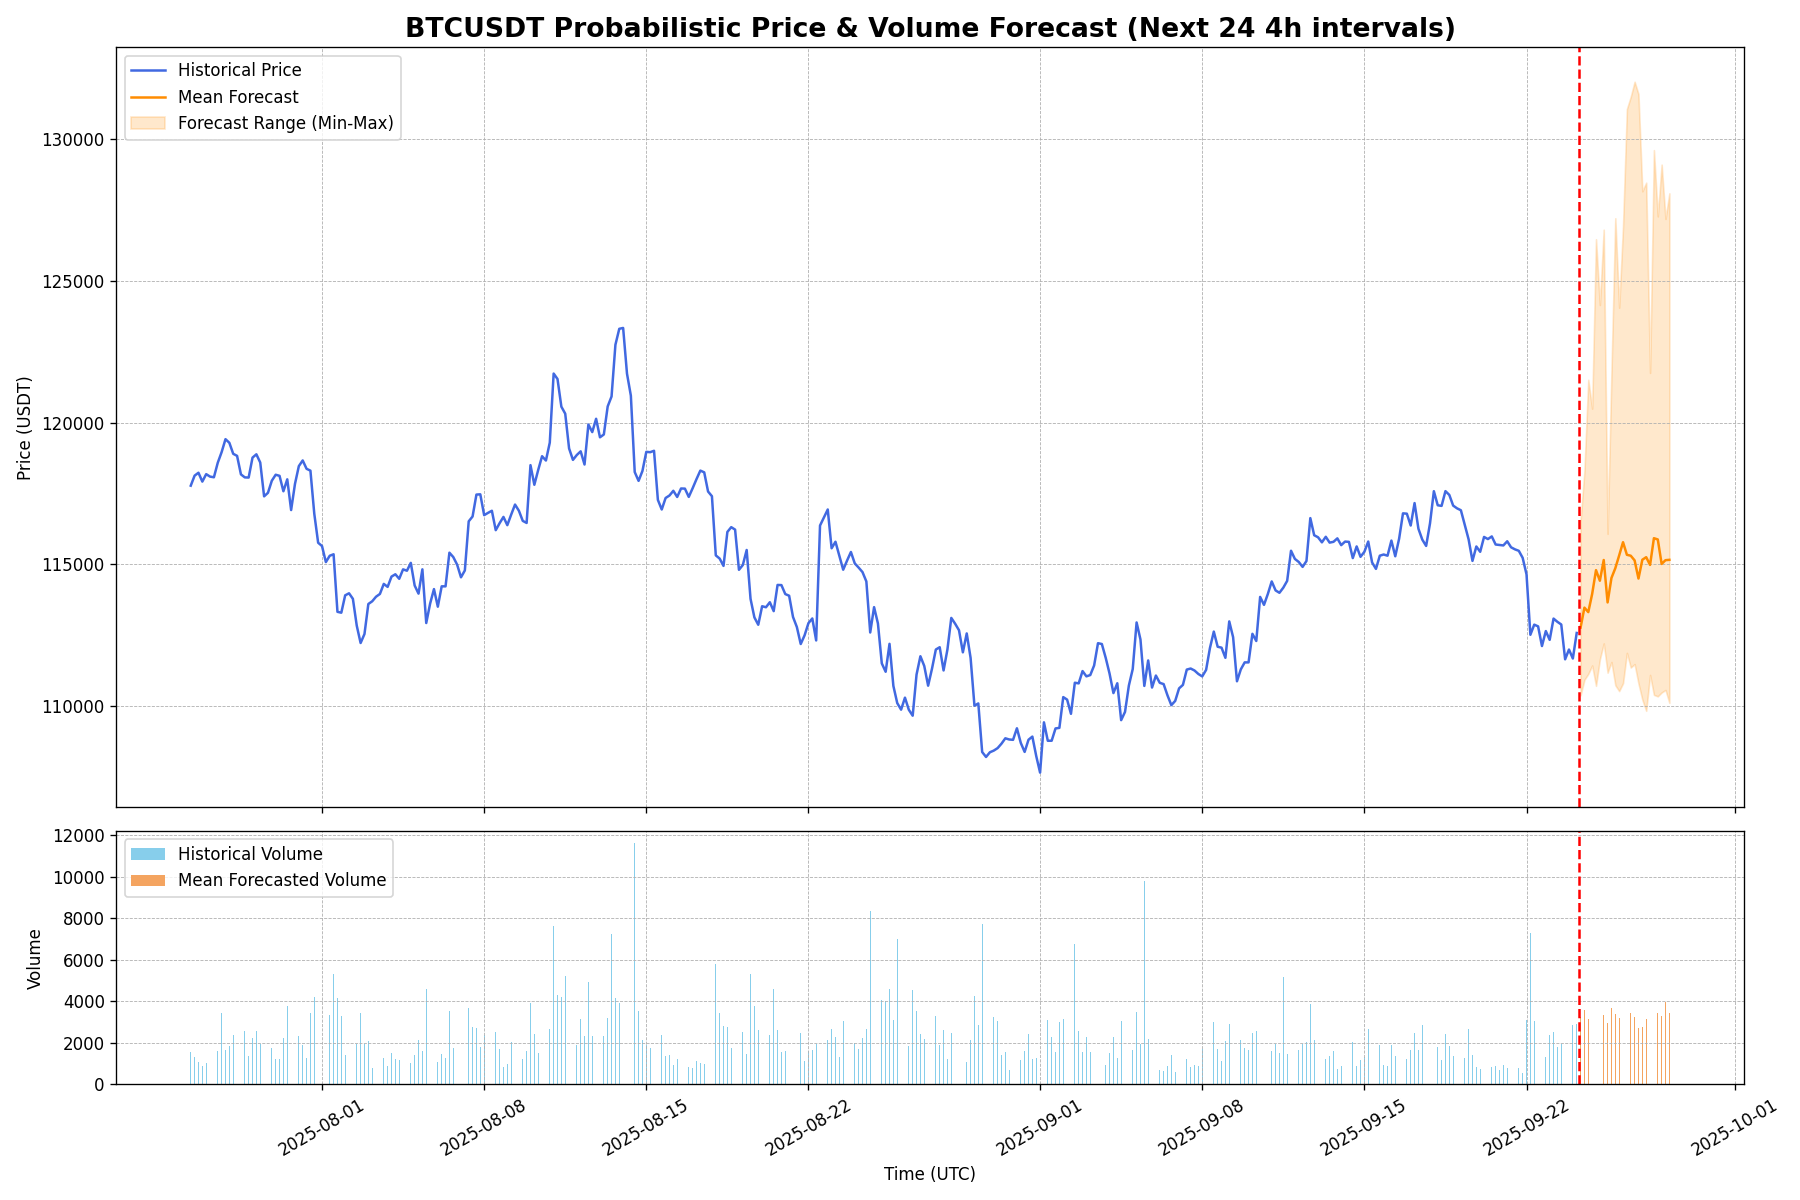 BTCUSDT Probabilistic Price & Volume Forecast (Next 24 4h intervals)
Historical Price
Mean Forecast
Forecast Range (Min-Max)
130000
125000
120000
115000
110000
Price (USDT)
Historical Volume
Mean Forecasted Volume
12000
10000
8000
6000
4000
2000
0
Volume
2025-08-01
2025-08-08
2025-08-15
2025-08-22
2025-09-01
2025-09-08
2025-09-15
2025-09-22
2025-10-01
Time (UTC)